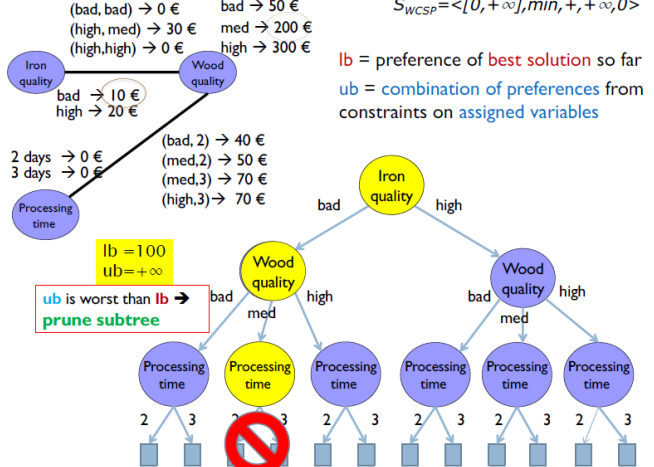 (bad, bad) → 0 €
(high, med) → 30 €
(high,high) → 0 €
bad → 50 €
med → 200 €
high → 300 €
S_WCSP=<[0,+∞],min,+,+∞,0>
Iron quality
Wood quality
bad → 10 €
high → 20 €
lb = preference of best solution so far
ub = combination of preferences from
constraints on assigned variables
2 days → 0 €
3 days → 0 €
(bad, 2) → 40 €
(med,2) → 50 €
(med,3) → 70 €
(high,3) → 70 €
Processing time
Iron quality
bad
high
lb =100
ub=+∞
ub is worst than lb ➔
prune subtree
Wood quality
Wood quality
bad
med
high
bad
med
high
Processing time
Processing time
Processing time
Processing time
Processing time
Processing time
2 3 2 3 2 3 2 3 2 3 2 3